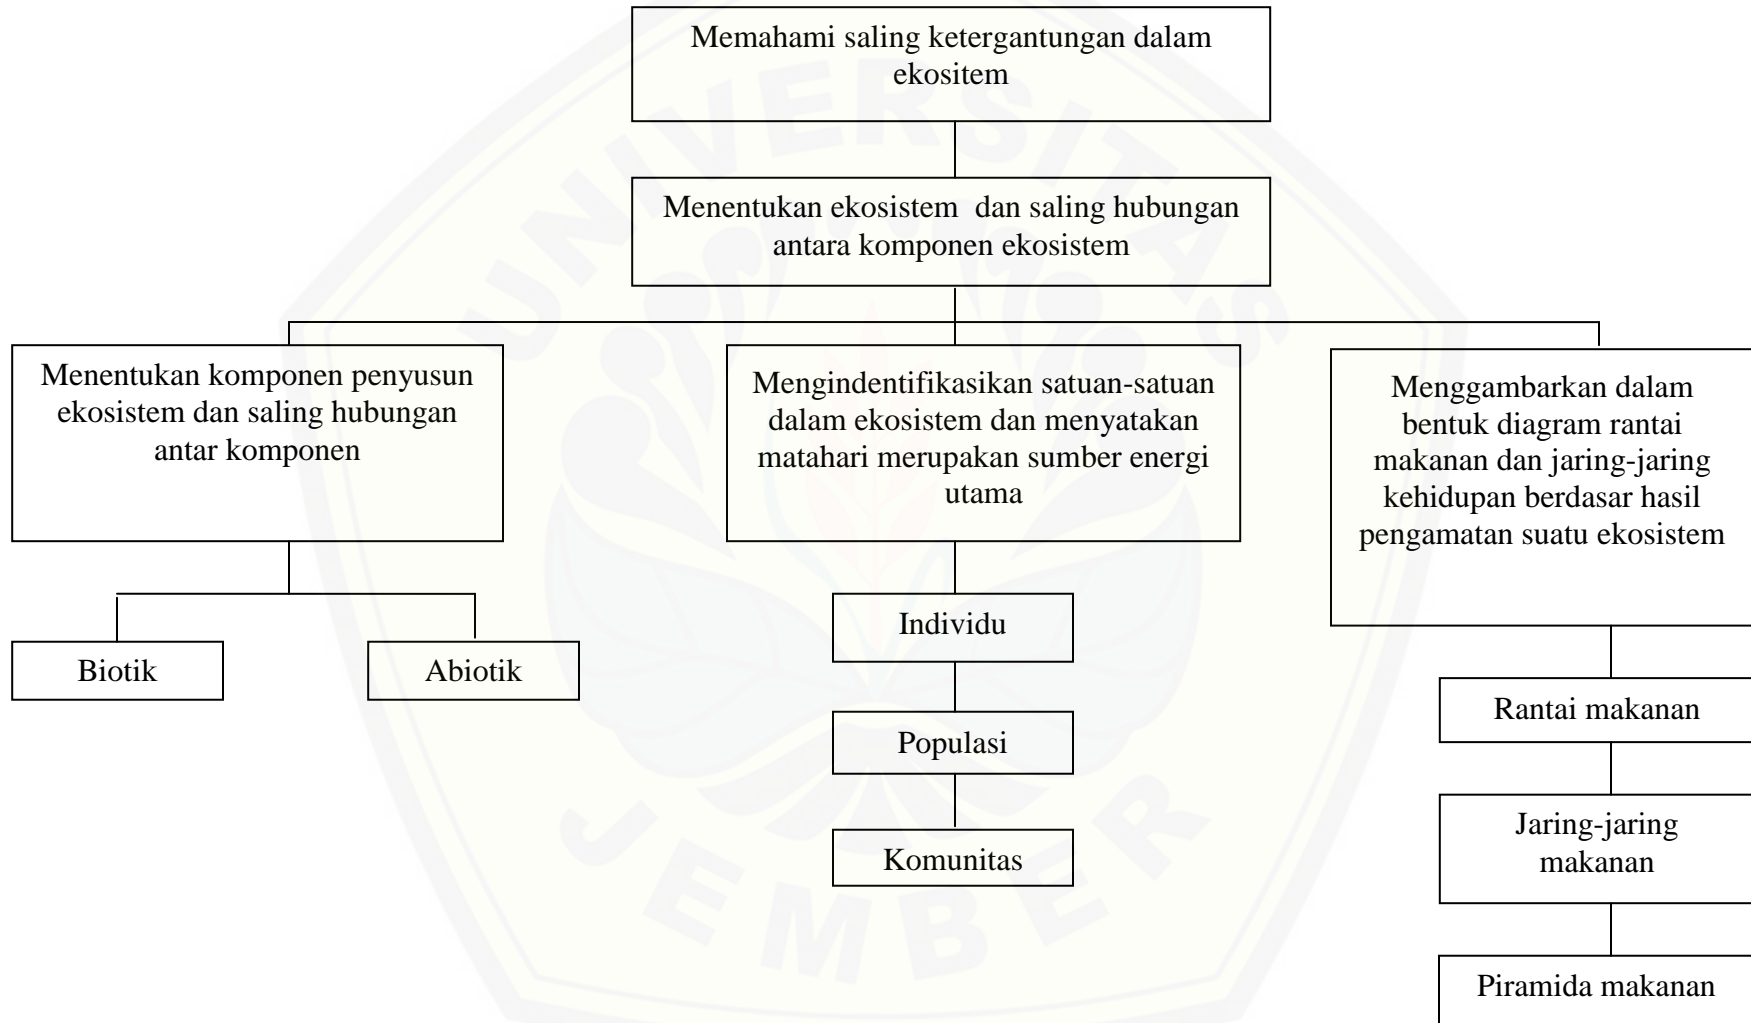 Memahami saling ketergantungan dalam
ekositem
Menentukan ekosistem dan saling hubungan
antara komponen ekosistem
Menentukan komponen penyusun
ekosistem dan saling hubungan
antar komponen
Mengindentifikasikan satuan-satuan
dalam ekosistem dan menyatakan
matahari merupakan sumber energi
utama
Menggambarkan dalam
bentuk diagram rantai
makanan dan jaring-jaring
kehidupan berdasar hasil
pengamatan suatu ekosistem
Biotik
Abiotik
Individu
Populasi
Komunitas
Rantai makanan
Jaring-jaring
makanan
Piramida makanan
UNIVERSITAS
JEMBER